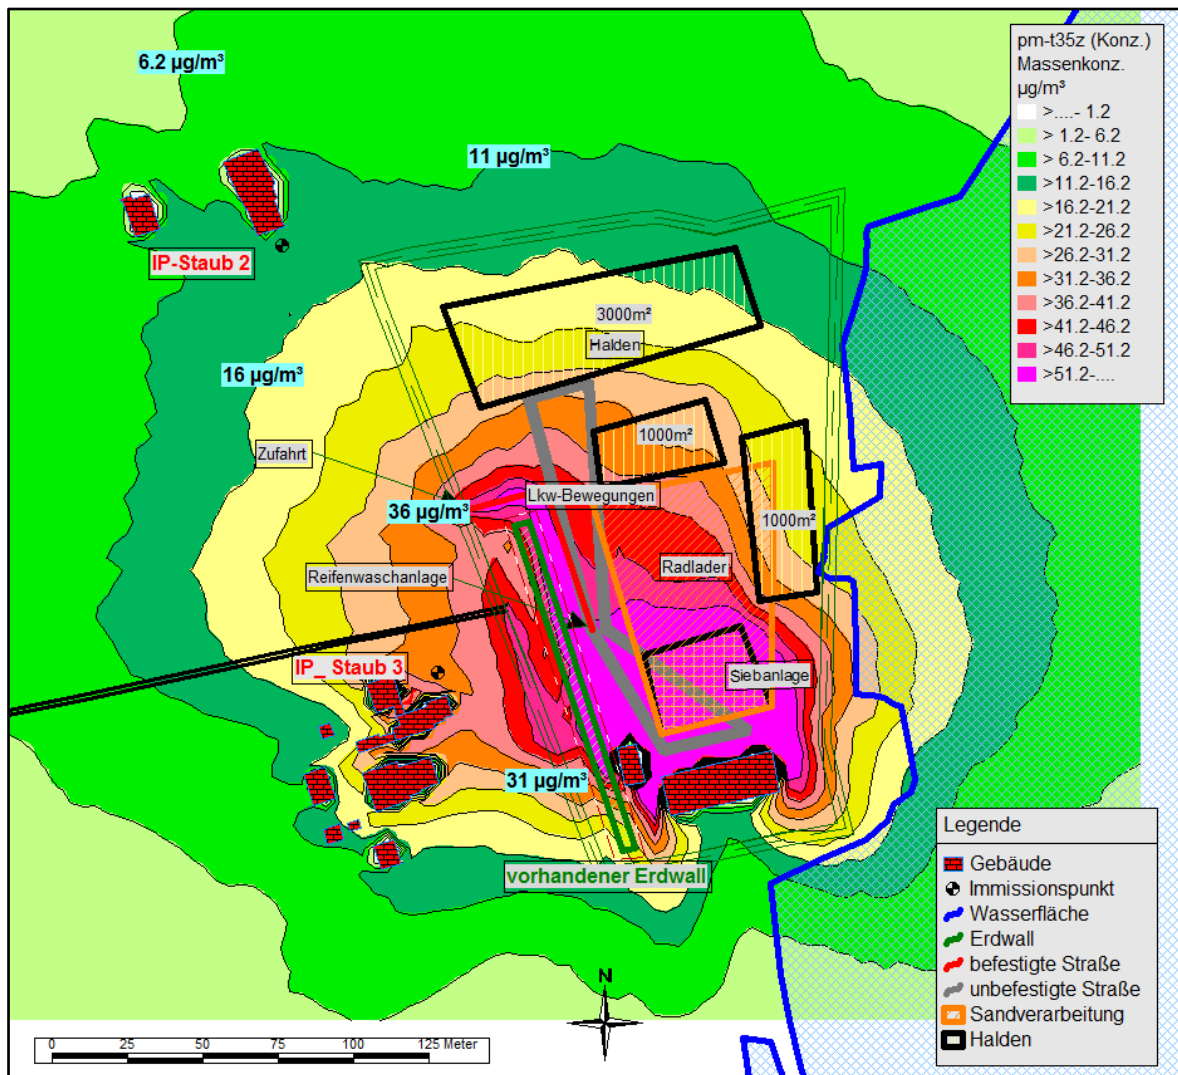 6.2 µg/m³
11 µg/m³
pm-t35z (Konz.)
Massenkonz.
µg/m³
>....- 1.2
> 1.2- 6.2
> 6.2-11.2
>11.2-16.2
>16.2-21.2
>21.2-26.2
>26.2-31.2
>31.2-36.2
>36.2-41.2
>41.2-46.2
>46.2-51.2
>51.2-....
IP-Staub 2
3000m²
Halden
16 µg/m³
1000m²
Zufahrt
Lkw-Bewegungen
36 µg/m³
1000m²
Radlader
Reifenwaschanlage
IP_ Staub 3
Siebanlage
31 µg/m³
vorhandener Erdwall
Legende
Gebäude
Immissionspunkt
Wasserfläche
Erdwall
befestigte Straße
unbefestigte Straße
Sandverarbeitung
Halden
N
0 25 50 75 100 125 Meter